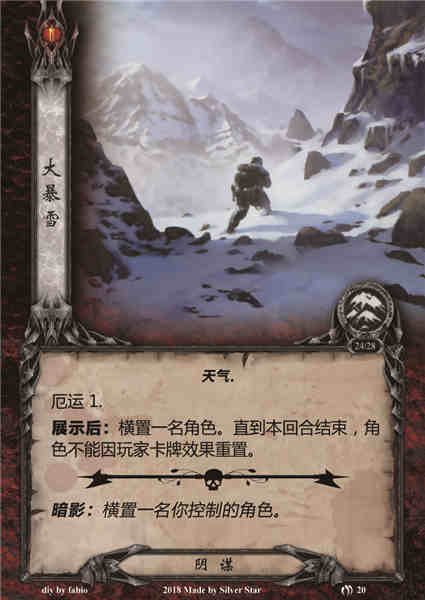 大暴雪
24/28
天气.
厄运 1.
展示后：横置一名角色。直到本回合结束，角
色不能因玩家卡牌效果重置。
暗影：横置一名你控制的角色。
阴谋
diy by fabio 2018 Made by Silver Star 20